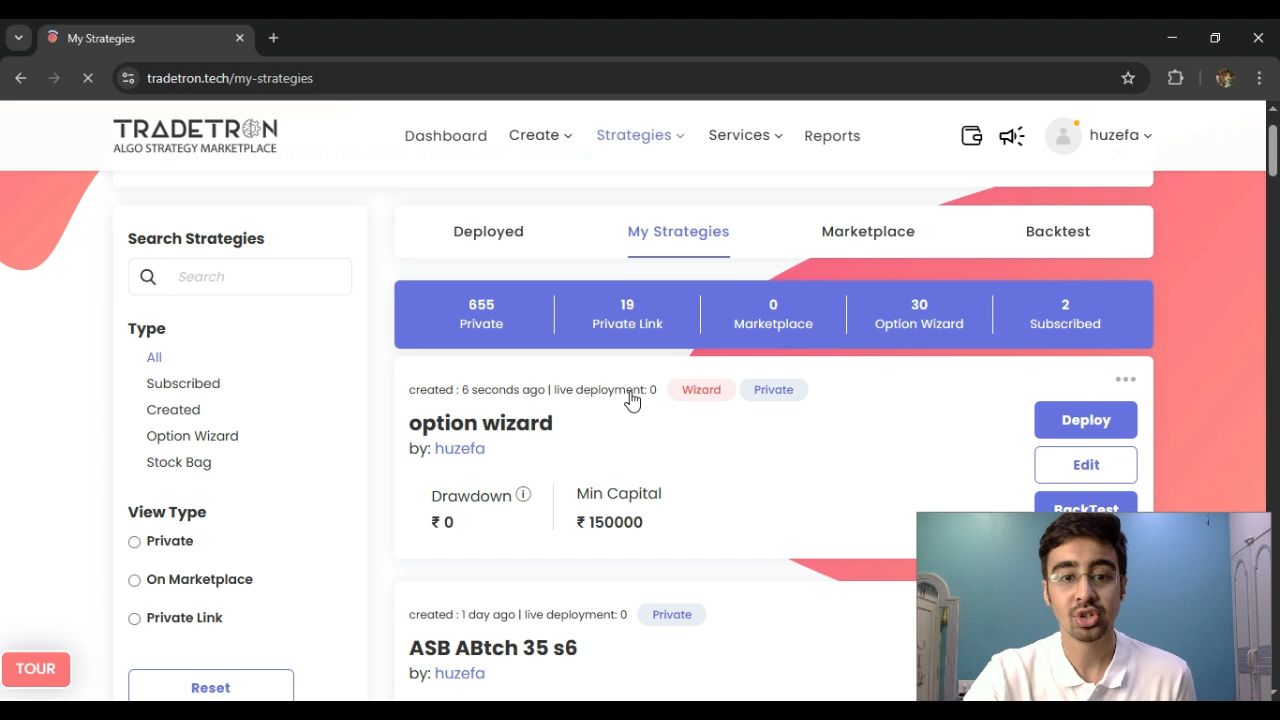 My Strategies
tradetron.tech/my-strategies
TRADETRON
ALGO STRATEGY MARKETPLACE
Dashboard
Create
Strategies
Services
Reports
huzefa
Search Strategies
Search
Type
All
Subscribed
Created
Option Wizard
Stock Bag
View Type
Private
On Marketplace
Private Link
Reset
TOUR
Deployed
My Strategies
Marketplace
Backtest
655
Private
19
Private Link
0
Marketplace
30
Option Wizard
2
Subscribed
created : 6 seconds ago | live deployment: 0
Wizard
Private
option wizard
by: huzefa
Drawdown
₹ 0
Min Capital
₹ 150000
Deploy
Edit
BackTest
created : 1 day ago | live deployment: 0
Private
ASB ABtch 35 s6
by: huzefa